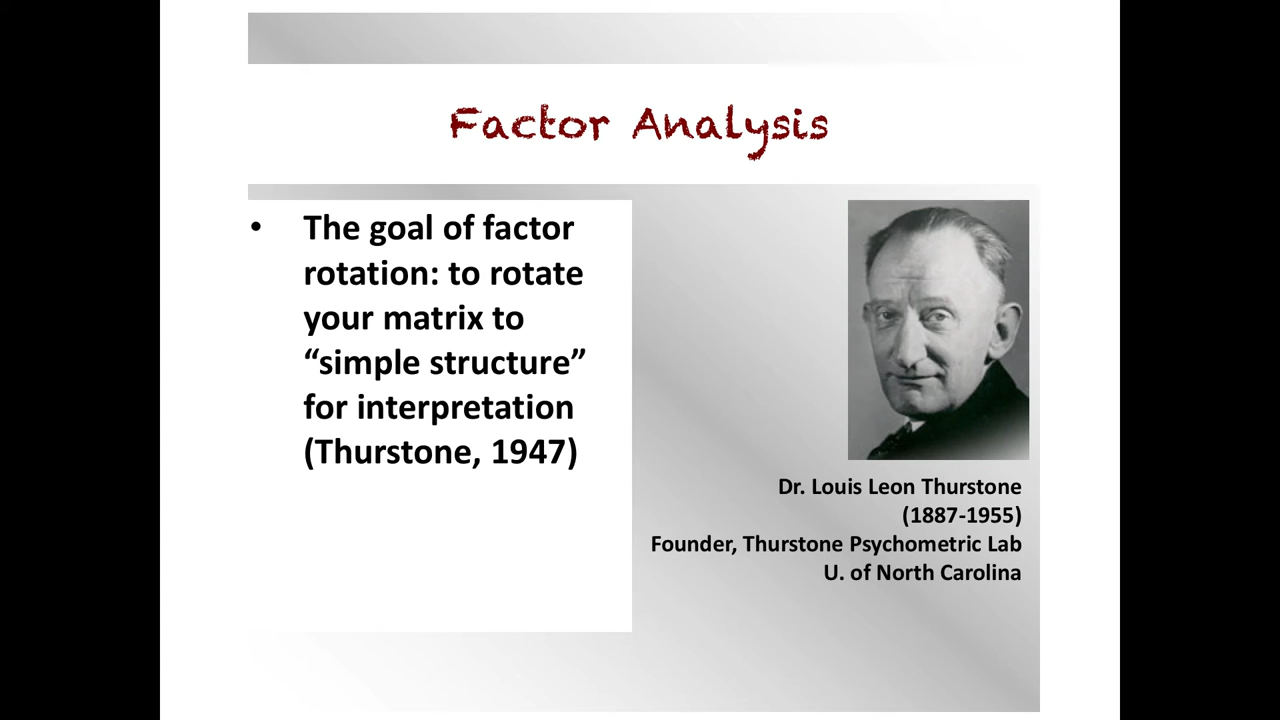 Factor Analysis
• The goal of factor
rotation: to rotate
your matrix to
“simple structure”
for interpretation
(Thurstone, 1947)
Dr. Louis Leon Thurstone
(1887-1955)
Founder, Thurstone Psychometric Lab
U. of North Carolina